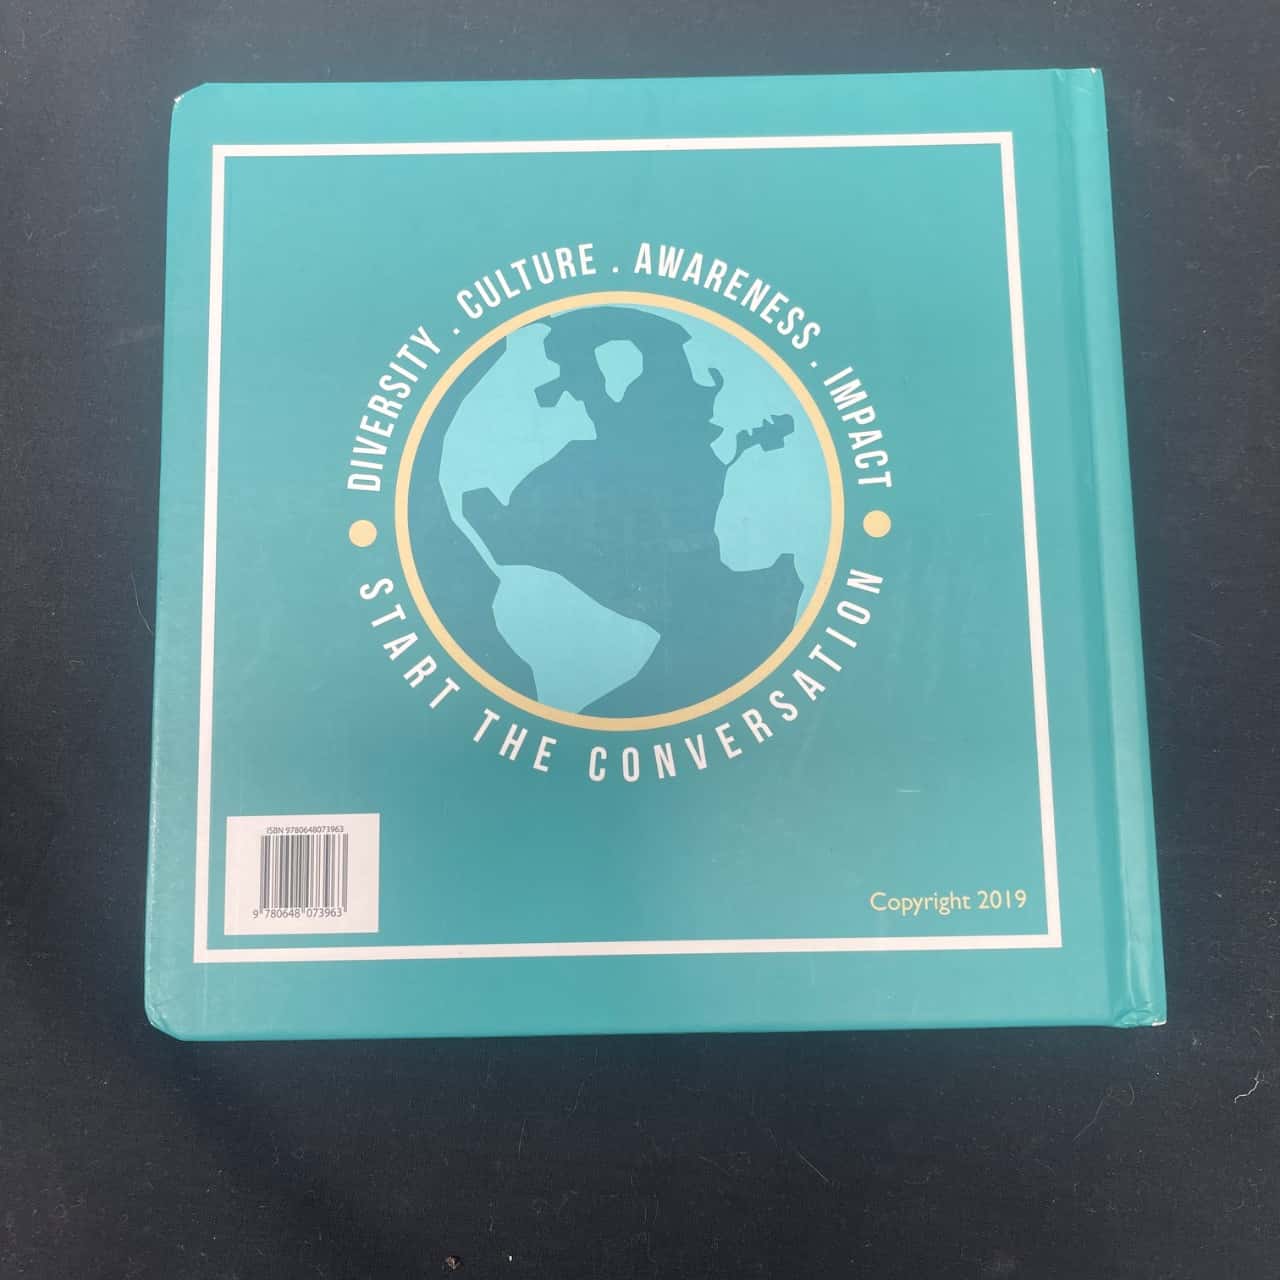 DIVERSITY . CULTURE . AWARENESS . IMPACT
START THE CONVERSATION
ISBN 9780648073963
9 780648 073963
Copyright 2019